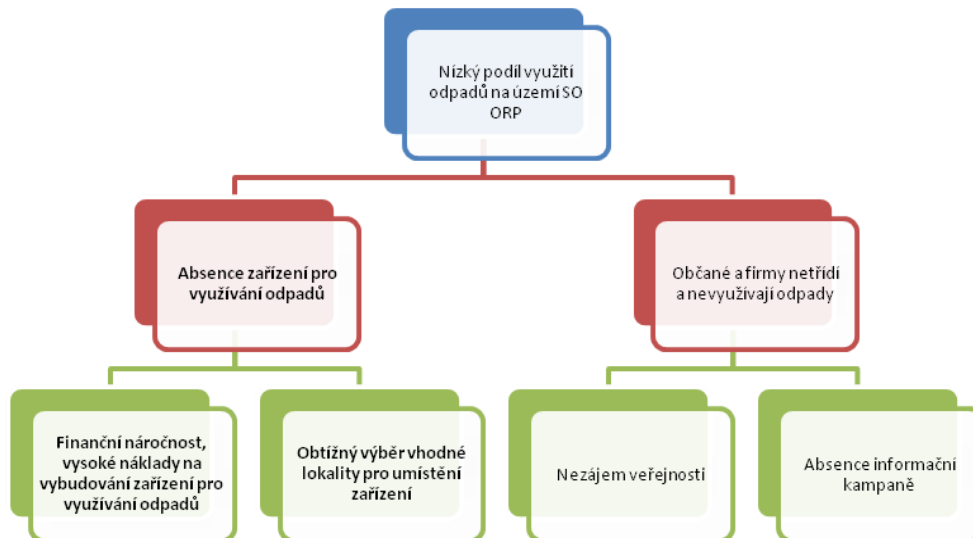 Nízký podíl využití
odpadů na území SO
ORP
Absence zařízení pro
využívání odpadů
Občané a firmy netřídí
a nevyužívají odpady
Finanční náročnost,
vysoké náklady na
vybudování zařízení pro
využívání odpadů
Obtížný výběr vhodné
lokality pro umístění
zařízení
Nezájem veřejnosti
Absence informační
kampaně